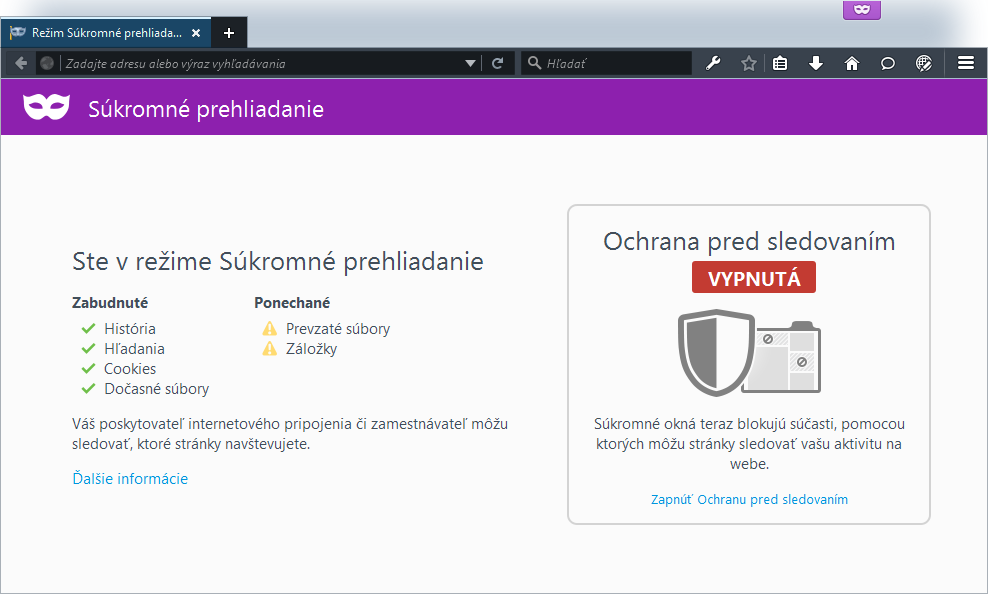 Režim Súkromné prehliada...
Zadajte adresu alebo výraz vyhľadávania
Hľadať
Súkromné prehliadanie
Ste v režime Súkromné prehliadanie
Zabudnuté
História
Hľadania
Cookies
Dočasné súbory
Ponechané
Prevzaté súbory
Záložky
Váš poskytovateľ internetového pripojenia či zamestnávateľ môžu
sledovať, ktoré stránky navštevujete.
Ďalšie informácie
Ochrana pred sledovaním
VYPNUTÁ
Súkromné okná teraz blokujú súčasti, pomocou
ktorých môžu stránky sledovať vašu aktivitu na
webe.
Zapnúť Ochranu pred sledovaním